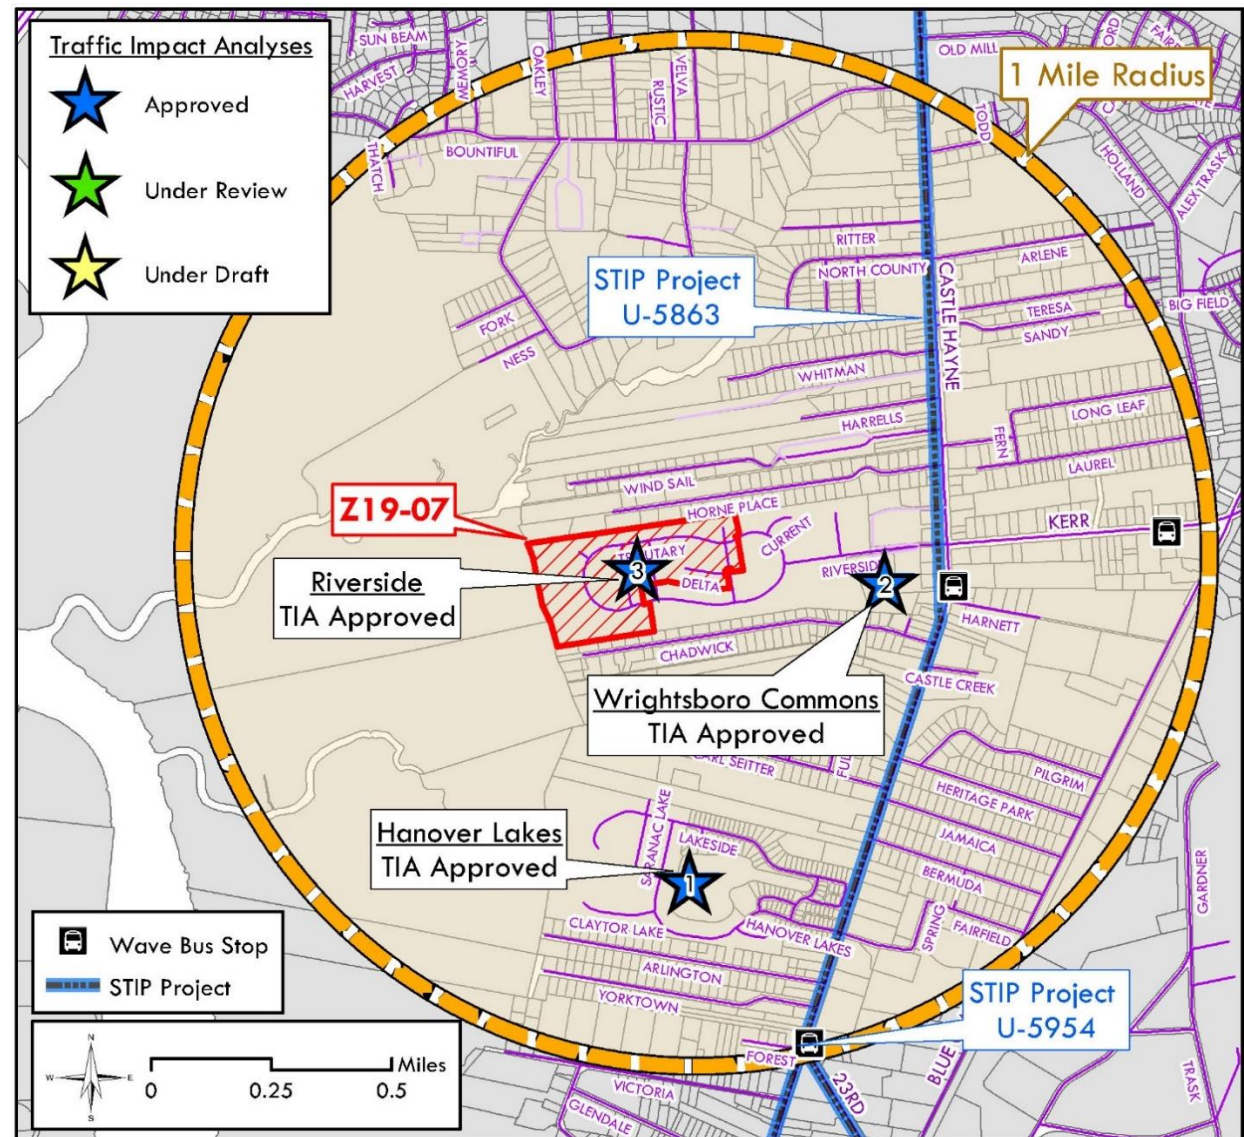 Traffic Impact Analyses
Approved
Under Review
Under Draft
1 Mile Radius
SUN BEAM
HARVEST
MEMORY
OAKLEY
RUSTIC
VELVA
OLD MILL
TODD
HOLLAND
ALEX TRASK
THATCH
BOUNTIFUL
RITTER
NORTH COUNTY
ARLENE
STIP Project
U-5863
CASTLE HAYNE
TERESA
SANDY
BIG FIELD
FORK
NESS
WHITMAN
HARRELLS
LONG LEAF
FERN
LAUREL
WIND SAIL
HORNE PLACE
Z19-07
KERR
CURRENT
TRIBUTARY
3
DELTA
2
Riverside
TIA Approved
HARNETT
CHADWICK
CASTLE CREEK
Wrightsboro Commons
TIA Approved
PILGRIM
HERITAGE PARK
JAMAICA
BERMUDA
Hanover Lakes
TIA Approved
SARANAC LAKE
LAKESIDE
1
CLAYTOR LAKE
HANOVER LAKES
SPRING
FAIRFIELD
GARDNER
ARLINGTON
YORKTOWN
Wave Bus Stop
STIP Project
STIP Project
U-5954
FOREST
BLUE
23RD
VICTORIA
GLENDALE
TRASK
N
W
E
S
Miles
0
0.25
0.5